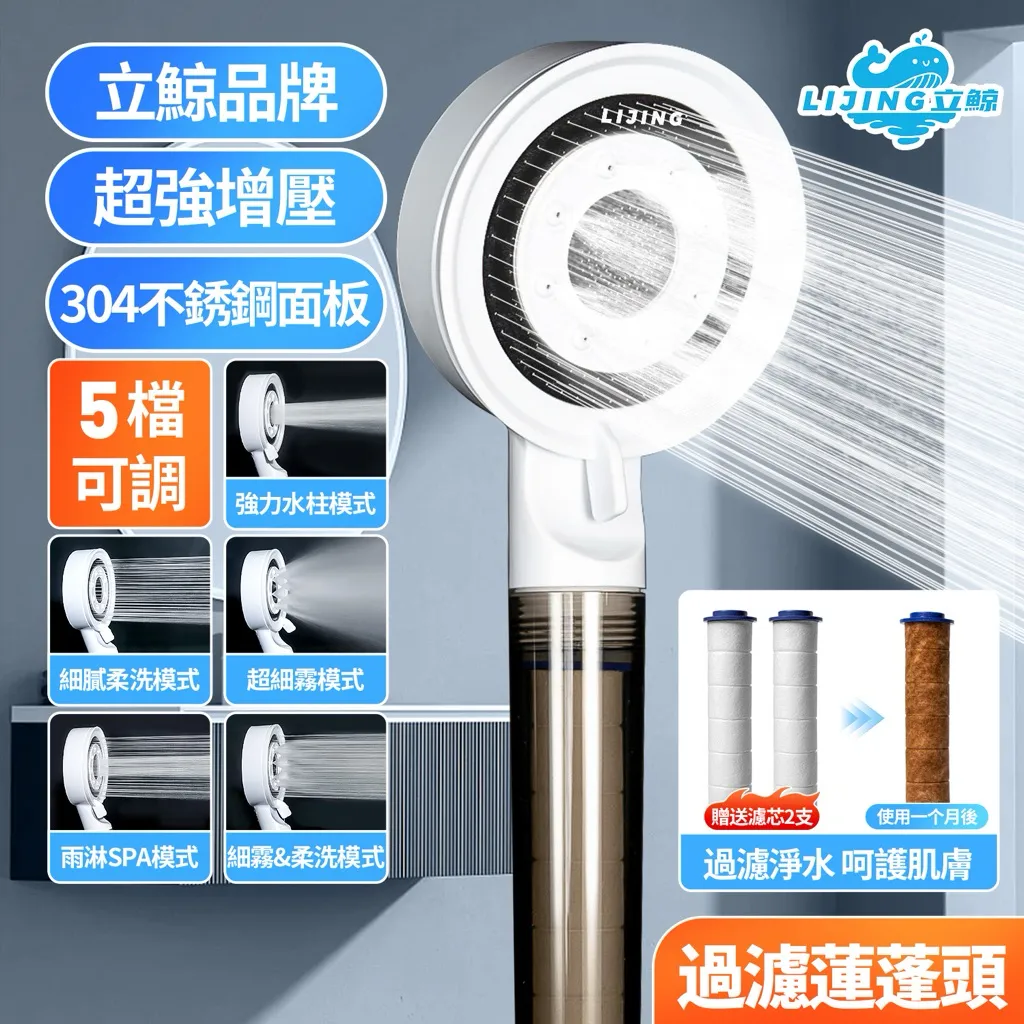 立鯨品牌
超強增壓
304不銹鋼面板
5檔
可調
強力水柱模式
細膩柔洗模式
超細霧模式
雨淋SPA模式
細霧&柔洗模式
LIJING
LIJING立鯨
贈送濾芯2支
使用一个月後
過濾淨水 呵護肌膚
過濾蓮蓬頭